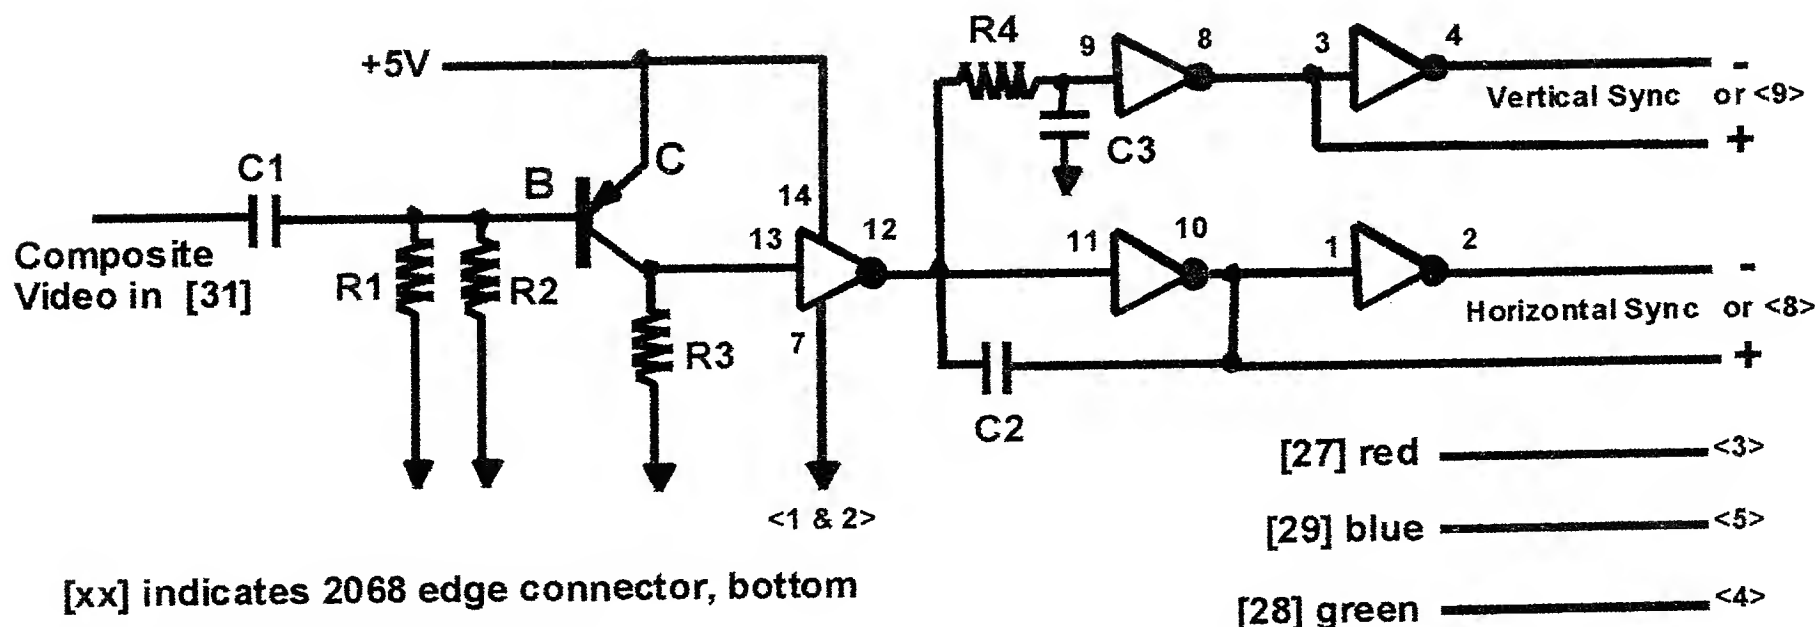 R4
9
8
3
4
+5V
-
Vertical Sync or <9>
+
C3
C1
B
C
14
13
12
11
10
1
2
-
Composite
Video in [31]
R1
R2
7
Horizontal Sync or <8>
+
R3
C2
[27] red <3>
<1 & 2>
[29] blue <5>
[xx] indicates 2068 edge connector, bottom
[28] green <4>